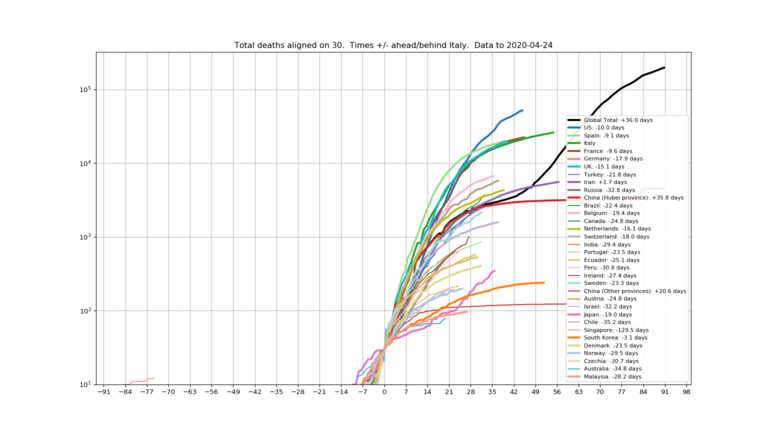 Total deaths aligned on 30.  Times +/- ahead/behind Italy.  Data to 2020-04-24
10⁵
10⁴
10³
10²
10¹
Global Total: +36.0 days
US: -10.0 days
Spain: -9.1 days
Italy
France: -9.6 days
Germany: -17.9 days
UK: -15.1 days
Turkey: -21.8 days
Iran: +1.7 days
Russia: -32.8 days
China (Hubei province): +35.8 days
Brazil: -22.4 days
Belgium: -19.4 days
Canada: -24.8 days
Netherlands: -16.1 days
Switzerland: -18.0 days
India: -29.4 days
Portugal: -23.5 days
Ecuador: -25.1 days
Peru: -30.8 days
Ireland: -27.4 days
Sweden: -23.3 days
China (Other provinces): +20.6 days
Austria: -24.8 days
Israel: -32.2 days
Japan: -19.0 days
Chile: -35.2 days
Singapore: -129.5 days
South Korea: -3.1 days
Denmark: -23.5 days
Norway: -29.5 days
Czechia: -30.7 days
Australia: -34.8 days
Malaysia: -28.2 days
−91 −84 −77 −70 −63 −56 −49 −42 −35 −28 −21 −14 −7 0 7 14 21 28 35 42 49 56 63 70 77 84 91 98